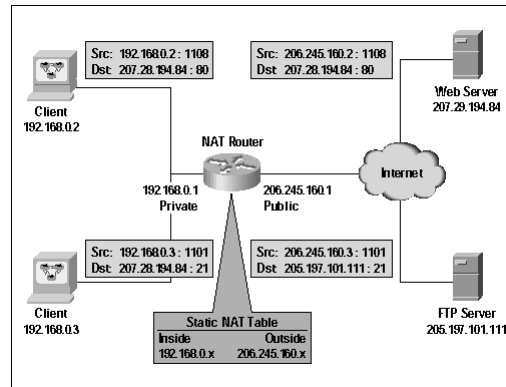 Src: 192.168.0.2 : 1108
Dst: 207.28.194.84 : 80
Src: 206.245.160.2 : 1108
Dst: 207.28.194.84 : 80
Client
192.168.0.2
Web Server
207.29.194.84
NAT Router
Internet
192.168.0.1
Private
206.245.160.1
Public
Src: 192.168.0.3 : 1101
Dst: 207.28.194.84 : 21
Src: 206.245.160.3 : 1101
Dst: 205.197.101.111 : 21
Client
192.168.0.3
FTP Server
205.197.101.111
Static NAT Table
Inside Outside
192.168.0.x 206.245.160.x